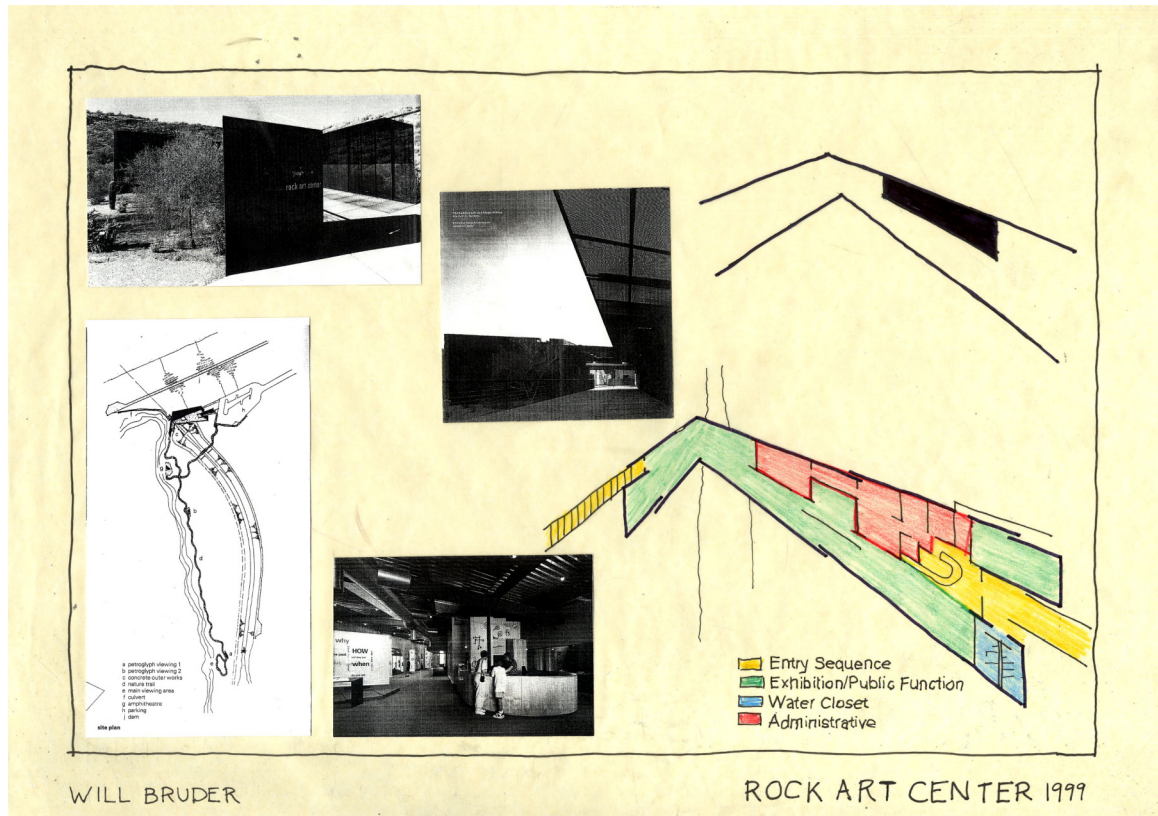 rock art center
why
HOW
when
a petroglyph viewing 1
b petroglyph viewing 2
c concrete outer works
d nature trail
e main viewing area
f culvert
g amphitheatre
h parking
j dam
site plan
Entry Sequence
Exhibition/Public Function
Water Closet
Administrative
WILL BRUDER
ROCK ART CENTER 1999